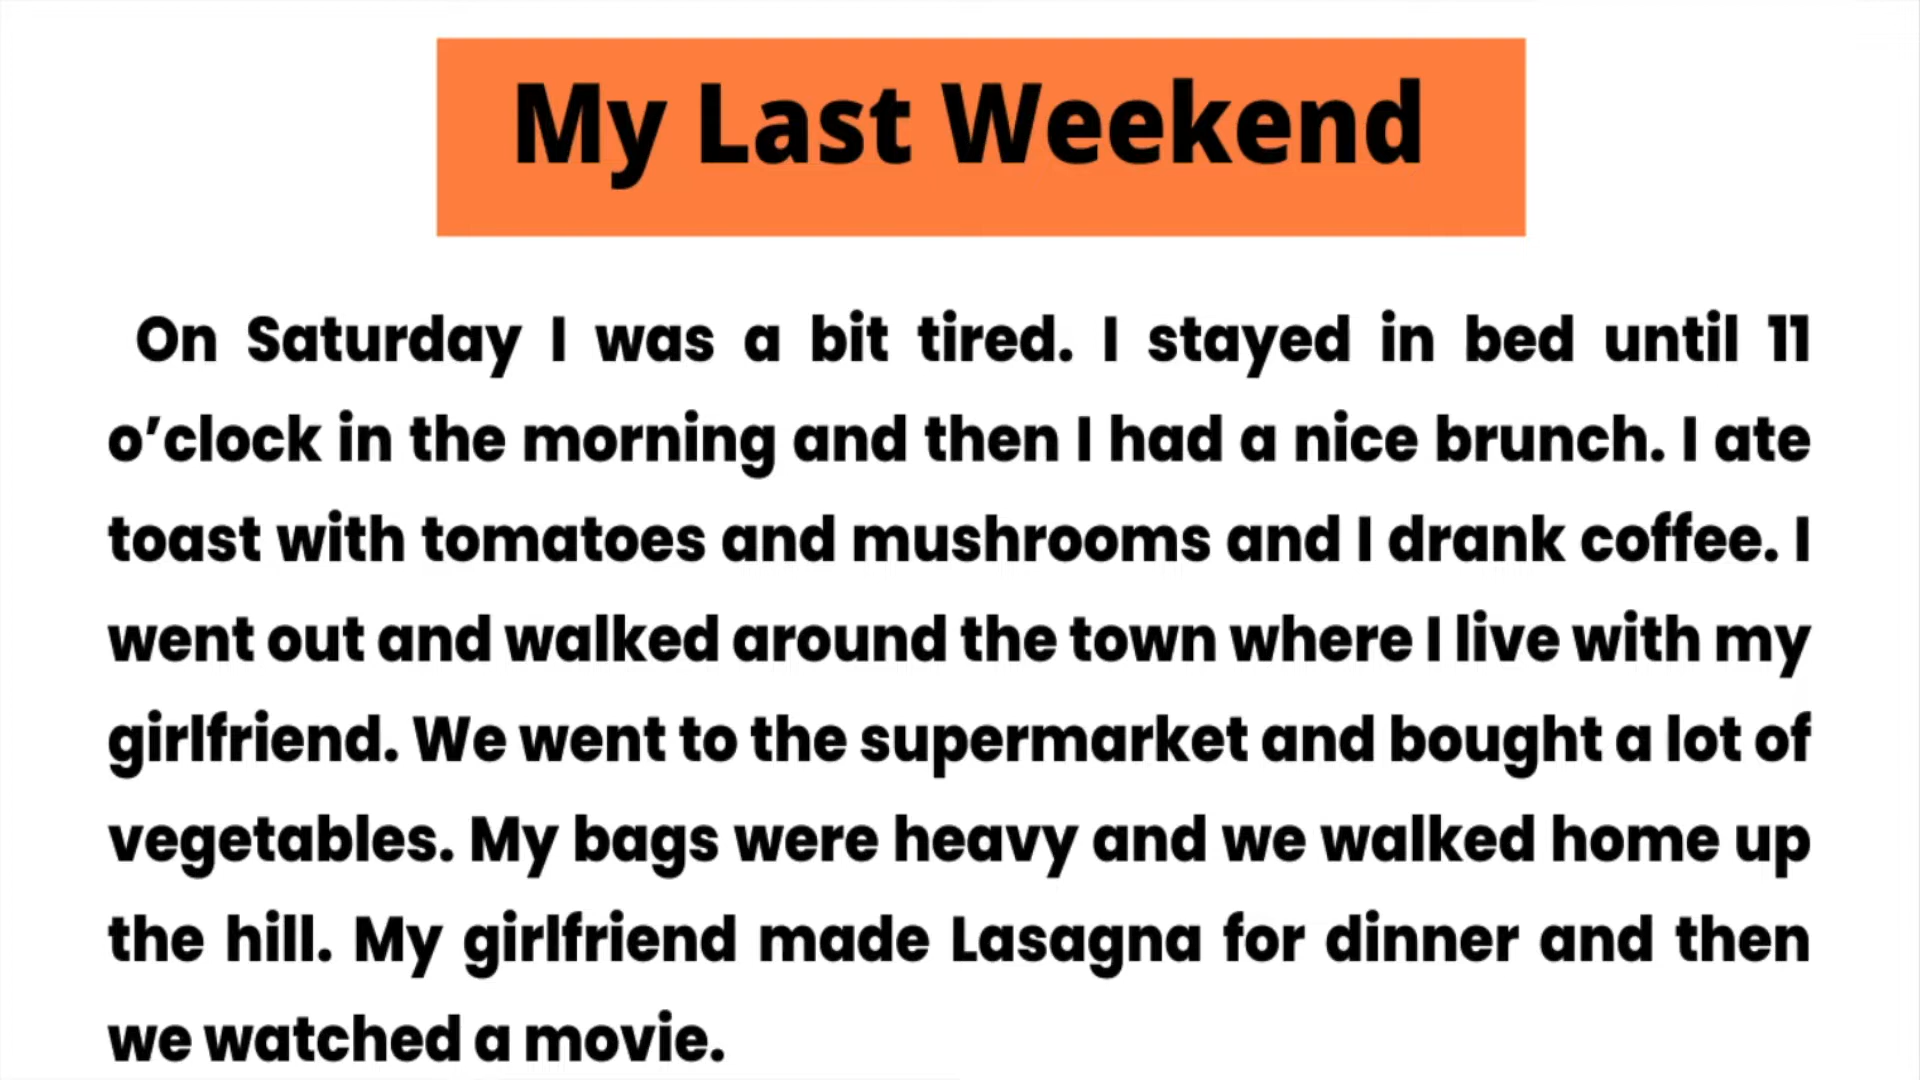 My Last Weekend
On Saturday I was a bit tired. I stayed in bed until 11
o’clock in the morning and then I had a nice brunch. I ate
toast with tomatoes and mushrooms and I drank coffee. I
went out and walked around the town where I live with my
girlfriend. We went to the supermarket and bought a lot of
vegetables. My bags were heavy and we walked home up
the hill. My girlfriend made Lasagna for dinner and then
we watched a movie.